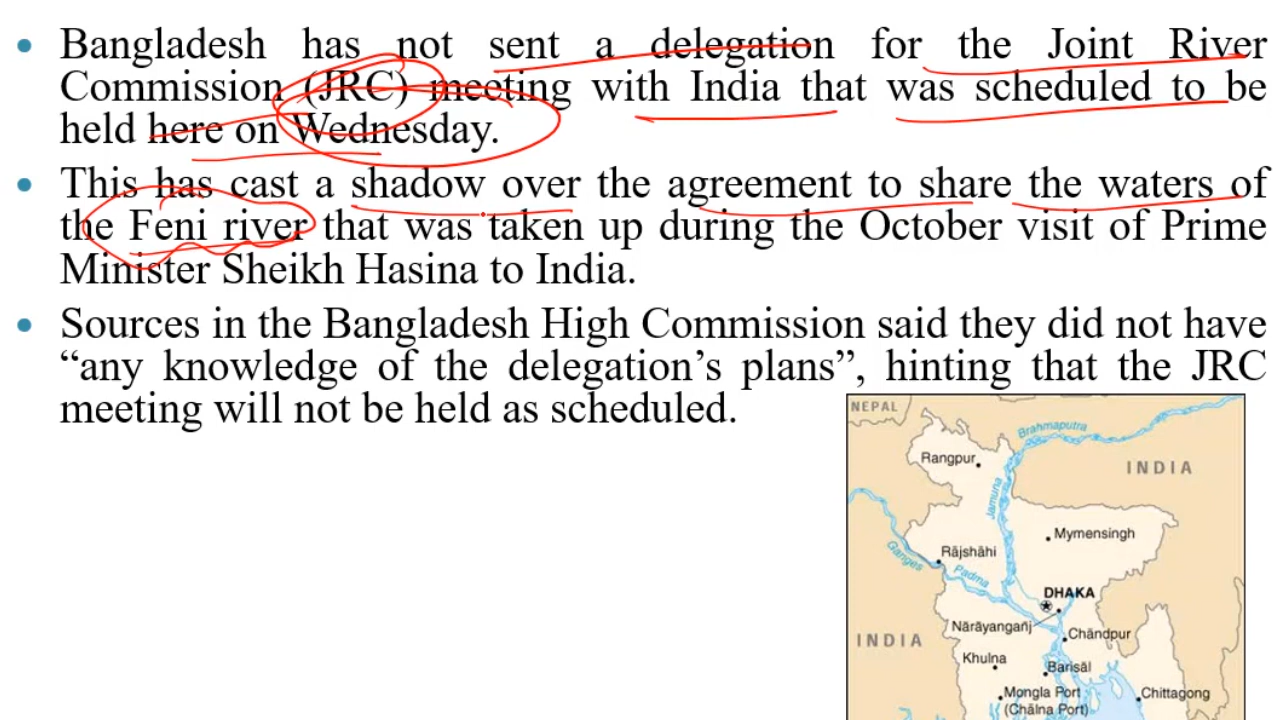 • Bangladesh has not sent a delegation for the Joint River
Commission (JRC) meeting with India that was scheduled to be
held here on Wednesday.
• This has cast a shadow over the agreement to share the waters of
the Feni river that was taken up during the October visit of Prime
Minister Sheikh Hasina to India.
• Sources in the Bangladesh High Commission said they did not have
“any knowledge of the delegation’s plans”, hinting that the JRC
meeting will not be held as scheduled.
NEPAL
Brahmaputra
Rangpur
INDIA
Jamuna
Mymensingh
Rājshāhi
Ganges
Padma
DHAKA
Nārāyanganj
Chāndpur
INDIA
Khulna
Barisāl
Mongla Port
(Chālna Port)
Chittagong